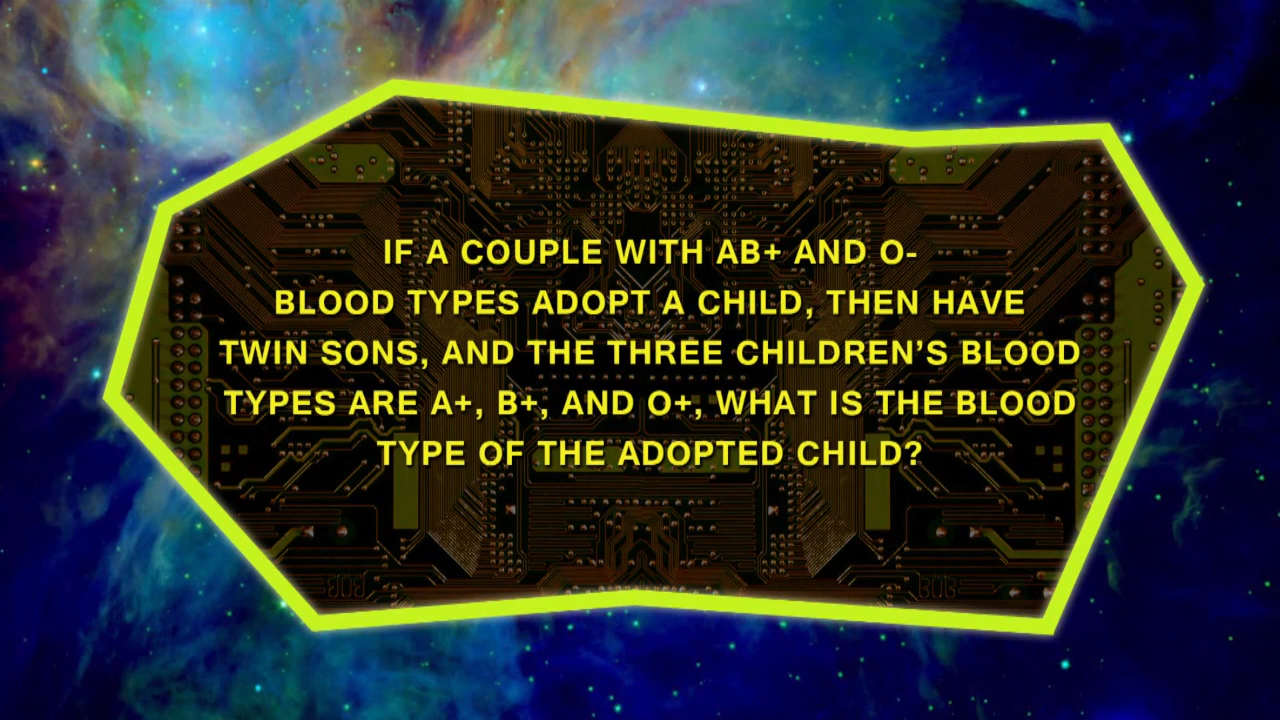 IF A COUPLE WITH AB+ AND O-
BLOOD TYPES ADOPT A CHILD, THEN HAVE
TWIN SONS, AND THE THREE CHILDREN’S BLOOD
TYPES ARE A+, B+, AND O+, WHAT IS THE BLOOD
TYPE OF THE ADOPTED CHILD?